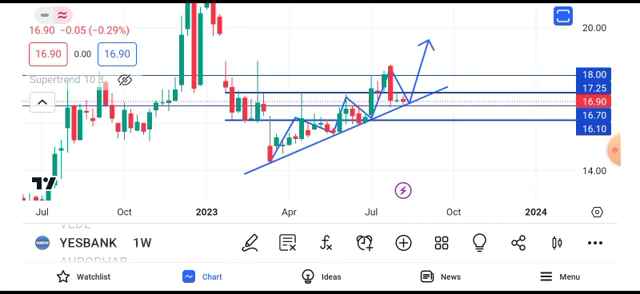 20.00
16.90 −0.05 (−0.29%)
16.90 0.00 16.90
Supertrend 10 3
18.00
17.25
16.90
16.70
16.10
14.00
Jul Oct 2023 Apr Jul Oct 2024
YESBANK 1W
Watchlist Chart Ideas News Menu